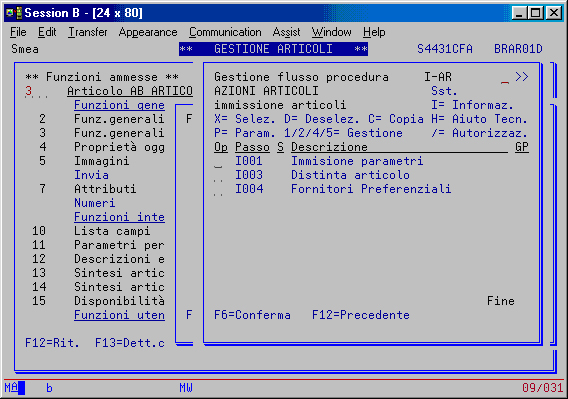 Session B - [24 x 80]
File Edit Transfer Appearance Communication Assist Window Help
Smea ** GESTIONE ARTICOLI ** S4431CFA BRAR01D
** Funzioni ammesse ** Gestione flusso procedura I-AR _ >>
3 Articolo AB ARTICO AZIONI ARTICOLI Sst.
Funzioni gene immissione articoli I= Informaz.
2 Funz.generali F X= Selez. D= Deselez. C= Copia H= Aiuto Tecn.
3 Funz.generali P= Param. 1/2/4/5= Gestione /= Autorizzaz.
4 Proprietà ogg Op Passo S Descrizione GP
5 Immagini _ I001 Immisione parametri
Invia I003 Distinta articolo
7 Attributi I004 Fornitori Preferenziali
Numeri
Funzioni inte
10 Lista campi
11 Parametri per
12 Descrizioni e
13 Sintesi artic
14 Sintesi artic
15 Disponibilità Fine
Funzioni uten F F6=Conferma F12=Precedente
F12=Rit. F13=Dett.c
MA b MW 09/031